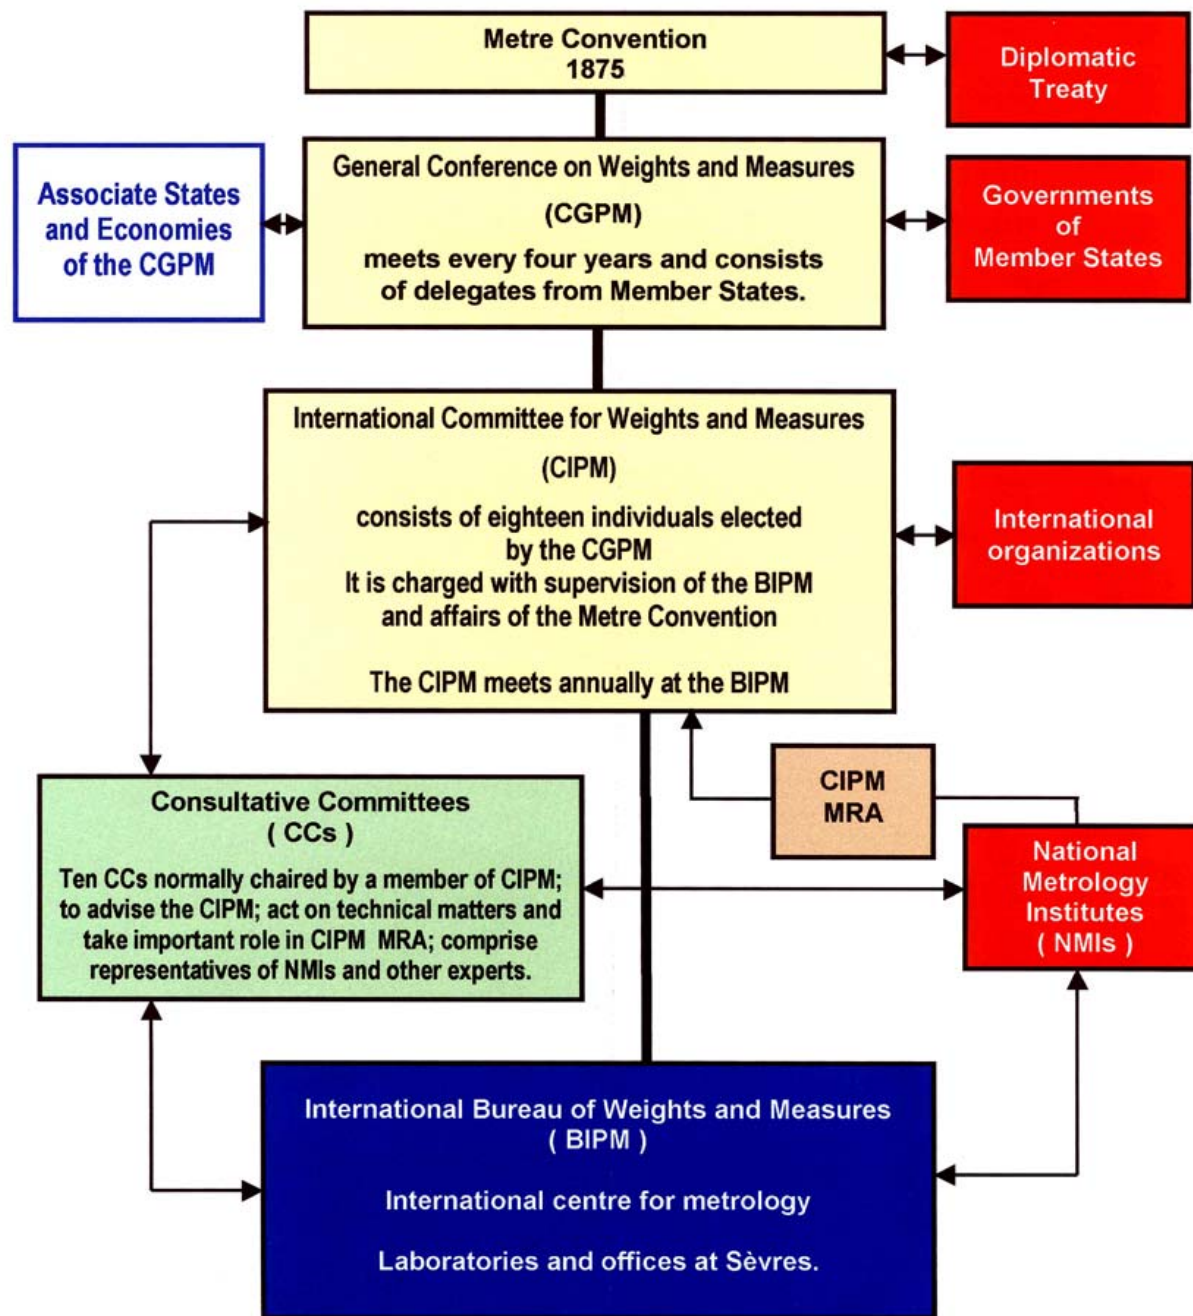 Metre Convention
1875
Diplomatic
Treaty
Associate States
and Economies
of the CGPM
General Conference on Weights and Measures
(CGPM)
meets every four years and consists
of delegates from Member States.
Governments
of
Member States
International Committee for Weights and Measures
(CIPM)
consists of eighteen individuals elected
by the CGPM
It is charged with supervision of the BIPM
and affairs of the Metre Convention
The CIPM meets annually at the BIPM
International
organizations
CIPM
MRA
Consultative Committees
( CCs )
Ten CCs normally chaired by a member of CIPM;
to advise the CIPM; act on technical matters and
take important role in CIPM MRA; comprise
representatives of NMIs and other experts.
National
Metrology
Institutes
( NMIs )
International Bureau of Weights and Measures
( BIPM )
International centre for metrology
Laboratories and offices at Sèvres.